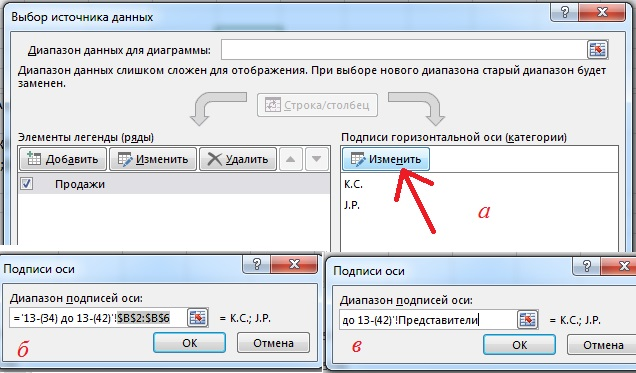 Выбор источника данных
?
Диапазон данных для диаграммы:
Диапазон данных слишком сложен для отображения. При выборе нового диапазона старый диапазон будет
заменен.
Строка/столбец
Элементы легенды (ряды)
Подписи горизонтальной оси (категории)
Добавить
Изменить
Удалить
Изменить
Продажи
К.С.
J.P.
а
Подписи оси
?
Диапазон подписей оси:
='13-(34) до 13-(42)'!$B$2:$B$6
= К.С.; J.P.
ОК
Отмена
б
Подписи оси
?
Диапазон подписей оси:
до 13-(42)'!Представители
= К.С.; J.P.
ОК
Отмена
в